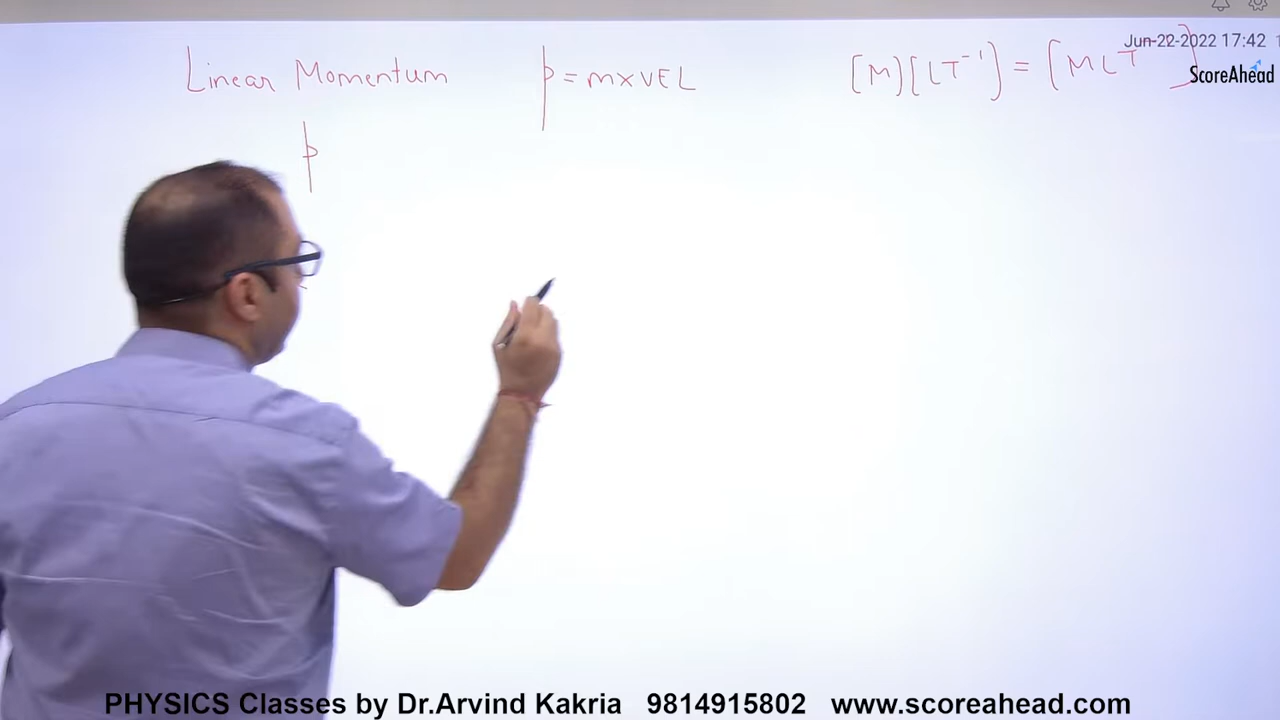 Jun-22-2022 17:42
Linear Momentum p = m x VEL [M][LT⁻¹] = [MLT⁻¹]
ScoreAhead
p
PHYSICS Classes by Dr.Arvind Kakria 9814915802 www.scoreahead.com